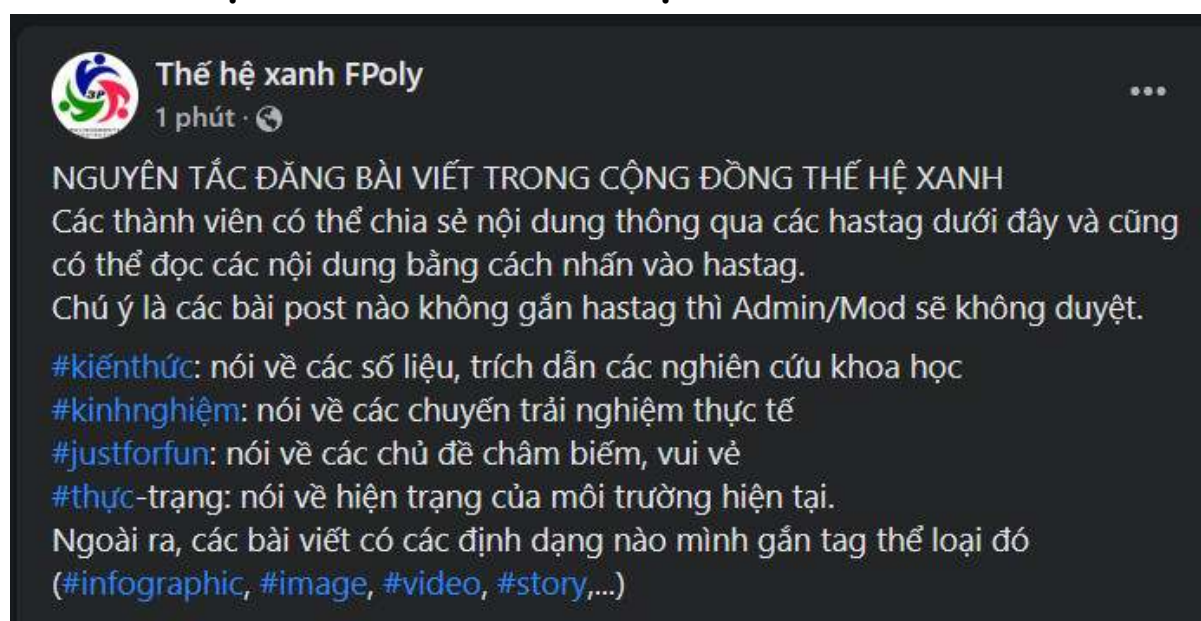 Thế hệ xanh FPoly
1 phút ·
NGUYÊN TẮC ĐĂNG BÀI VIẾT TRONG CỘNG ĐỒNG THẾ HỆ XANH
Các thành viên có thể chia sẻ nội dung thông qua các hastag dưới đây và cũng
có thể đọc các nội dung bằng cách nhấn vào hastag.
Chú ý là các bài post nào không gắn hastag thì Admin/Mod sẽ không duyệt.
#kiếnthức: nói về các số liệu, trích dẫn các nghiên cứu khoa học
#kinhnghiệm: nói về các chuyến trải nghiệm thực tế
#justforfun: nói về các chủ đề châm biếm, vui vẻ
#thực-trạng: nói về hiện trạng của môi trường hiện tại.
Ngoài ra, các bài viết có các định dạng nào mình gắn tag thể loại đó
(#infographic, #image, #video, #story,...)